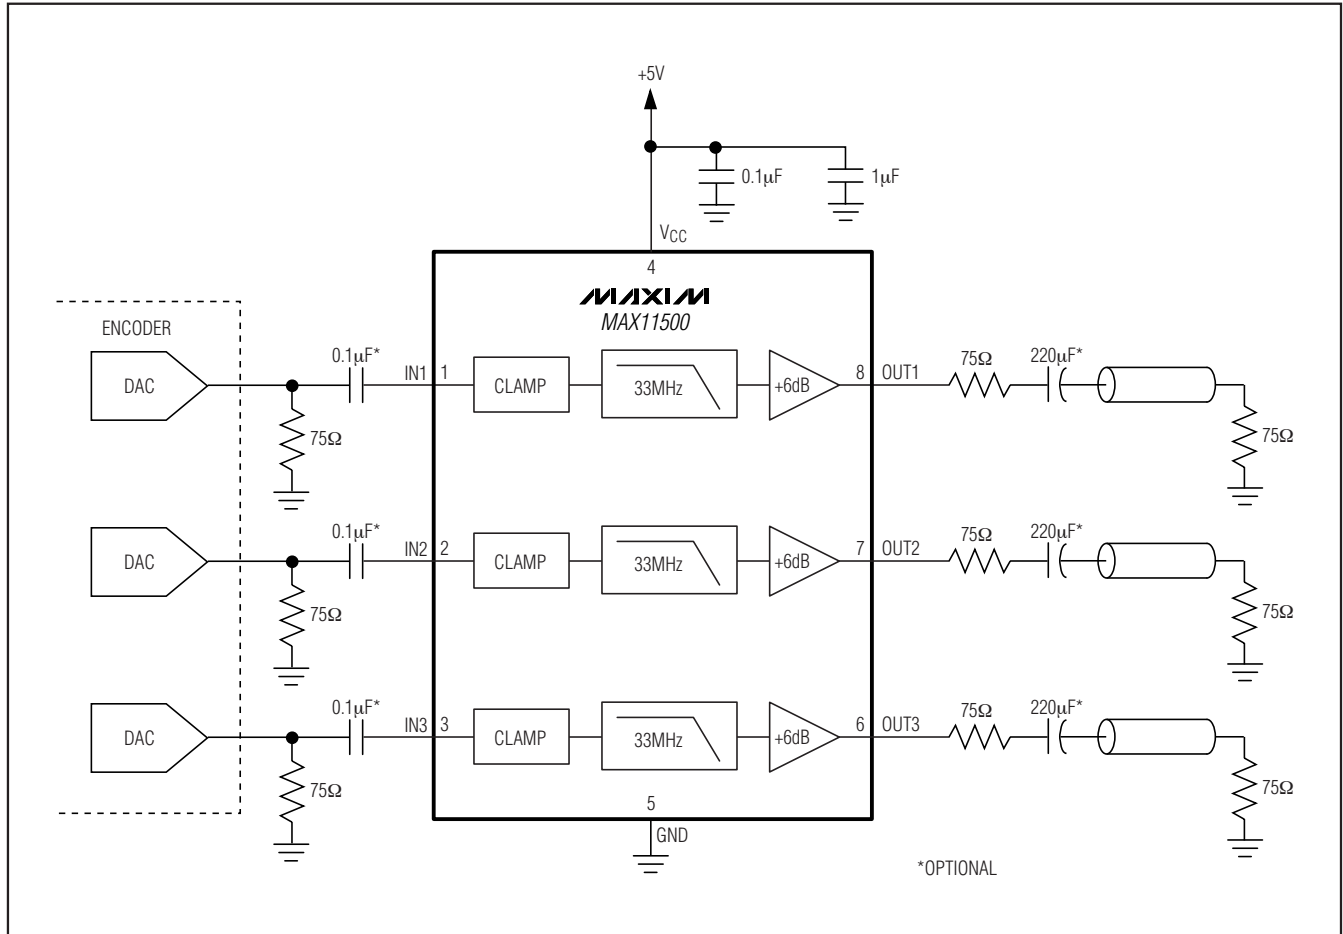 +5V
0.1µF
1µF
VCC
4
MAXIM
MAX11500
ENCODER
DAC
0.1µF*
IN1
1
CLAMP
33MHz
+6dB
8
OUT1
75Ω
220µF*
75Ω
75Ω
DAC
0.1µF*
IN2
2
CLAMP
33MHz
+6dB
7
OUT2
75Ω
220µF*
75Ω
75Ω
DAC
0.1µF*
IN3
3
CLAMP
33MHz
+6dB
6
OUT3
75Ω
220µF*
75Ω
75Ω
5
GND
*OPTIONAL